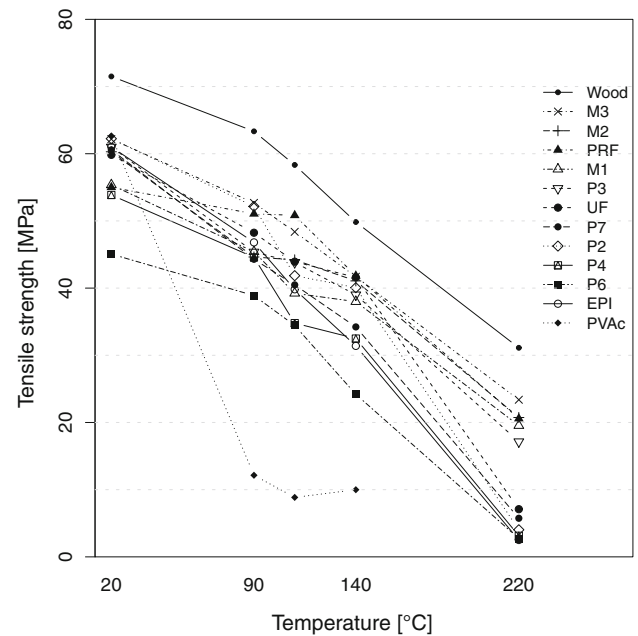 80
60
40
20
0
Tensile strength [MPa]
Wood
M3
M2
PRF
M1
P3
UF
P7
P2
P4
P6
EPI
PVAc
20 90 140 220
Temperature [°C]